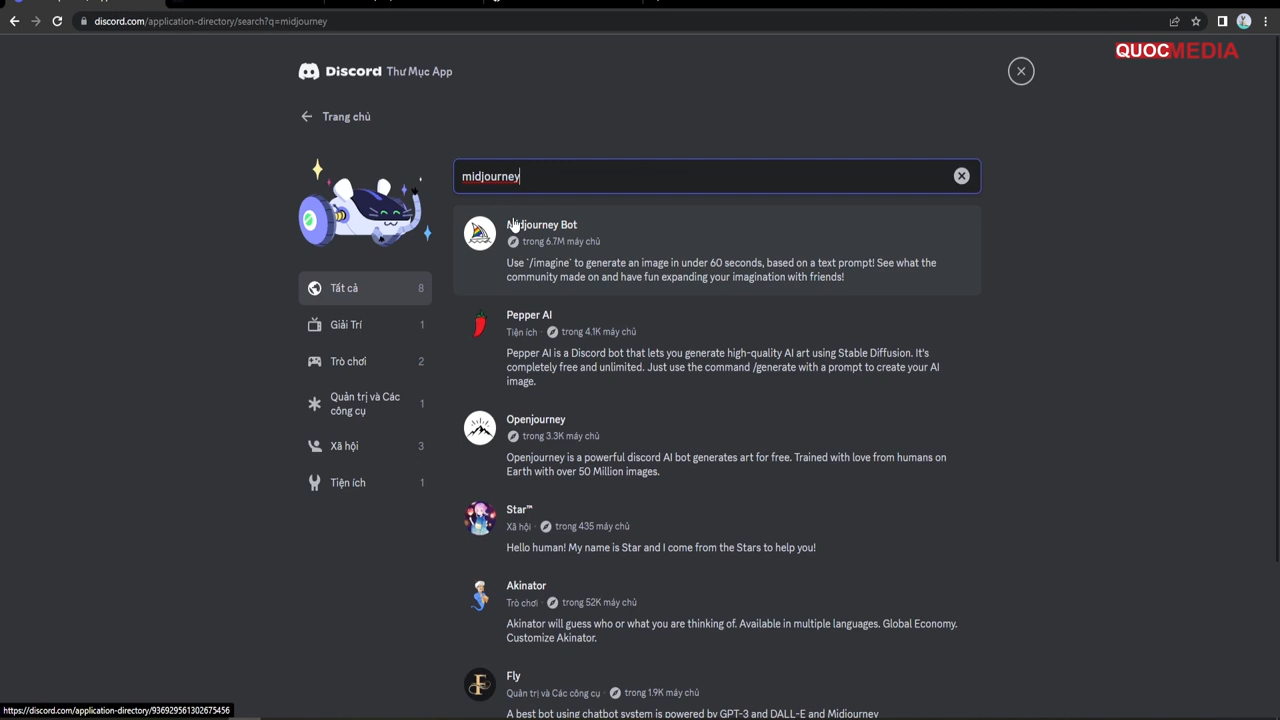 discord.com/application-directory/search?q=midjourney
QUOCMEDIA
Discord Thư Mục App
Trang chủ
midjourney
Midjourney Bot
trong 6.7M máy chủ
Use `/imagine` to generate an image in under 60 seconds, based on a text prompt! See what the
community made on and have fun expanding your imagination with friends!
Tất cả 8
Giải Trí 1
Trò chơi 2
Quản trị và Các
công cụ 1
Xã hội 3
Tiện ích 1
Pepper AI
Tiện ích · trong 4.1K máy chủ
Pepper AI is a Discord bot that lets you generate high-quality AI art using Stable Diffusion. It's
completely free and unlimited. Just use the command /generate with a prompt to create your AI
image.
Openjourney
trong 3.3K máy chủ
Openjourney is a powerful discord AI bot generates art for free. Trained with love from humans on
Earth with over 50 Million images.
Star™
Xã hội · trong 435 máy chủ
Hello human! My name is Star and I come from the Stars to help you!
Akinator
Trò chơi · trong 52K máy chủ
Akinator will guess who or what you are thinking of. Available in multiple languages. Global Economy.
Customize Akinator.
Fly
Quản trị và Các công cụ · trong 1.9K máy chủ
A best bot using chatbot system is powered by GPT-3 and DALL-E and Midjourney
https://discord.com/application-directory/936929561302675456